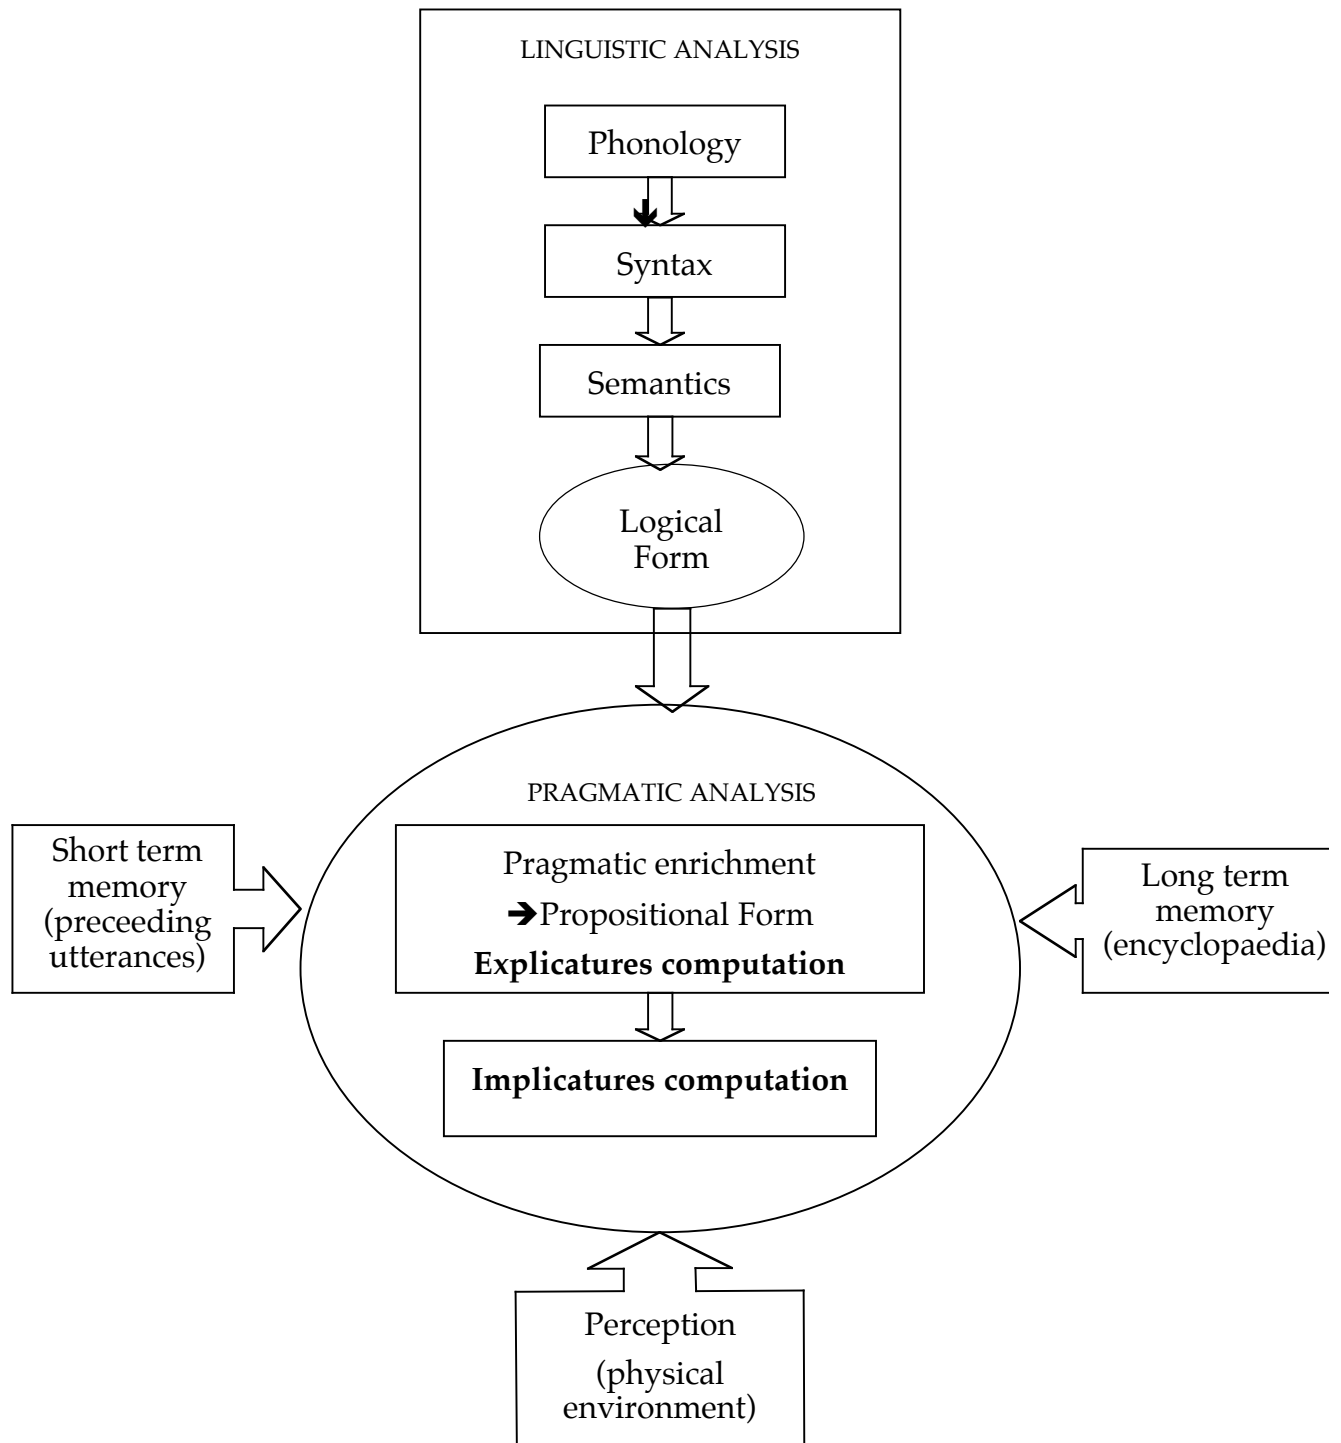 LINGUISTIC ANALYSIS
Phonology
Syntax
Semantics
Logical
Form
PRAGMATIC ANALYSIS
Short term
memory
(preceeding
utterances)
Pragmatic enrichment
➔Propositional Form
Explicatures computation
Implicatures computation
Long term
memory
(encyclopaedia)
Perception
(physical
environment)